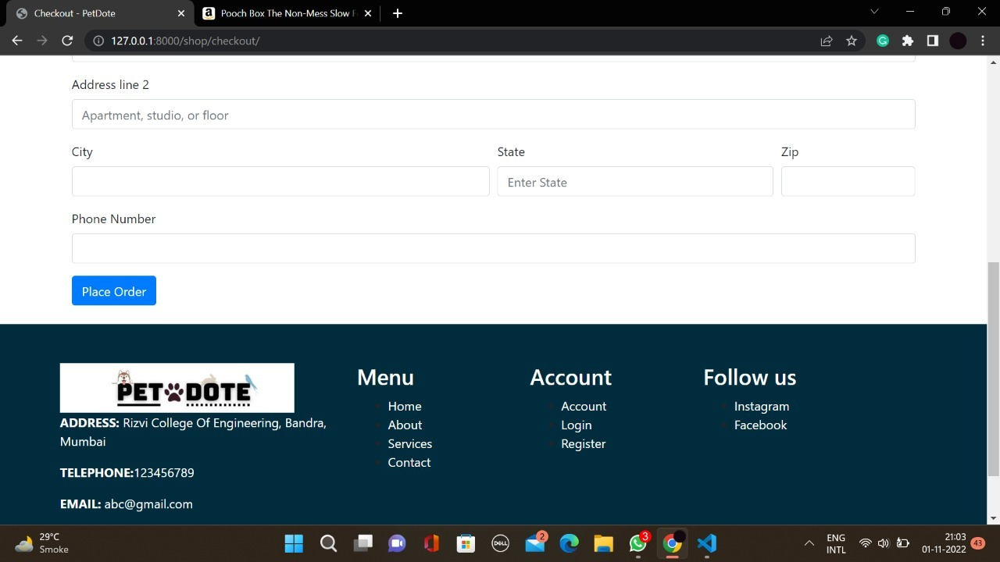 Checkout - PetDote
Pooch Box The Non-Mess Slow F
127.0.0.1:8000/shop/checkout/
Address line 2
Apartment, studio, or floor
City State Zip
Enter State
Phone Number
Place Order
PET DOTE
ADDRESS: Rizvi College Of Engineering, Bandra,
Mumbai
TELEPHONE:123456789
EMAIL: abc@gmail.com
Menu
Home
About
Services
Contact
Account
Account
Login
Register
Follow us
Instagram
Facebook
29°C
Smoke
DELL
2
3
ENG
INTL
21:03
01-11-2022
43